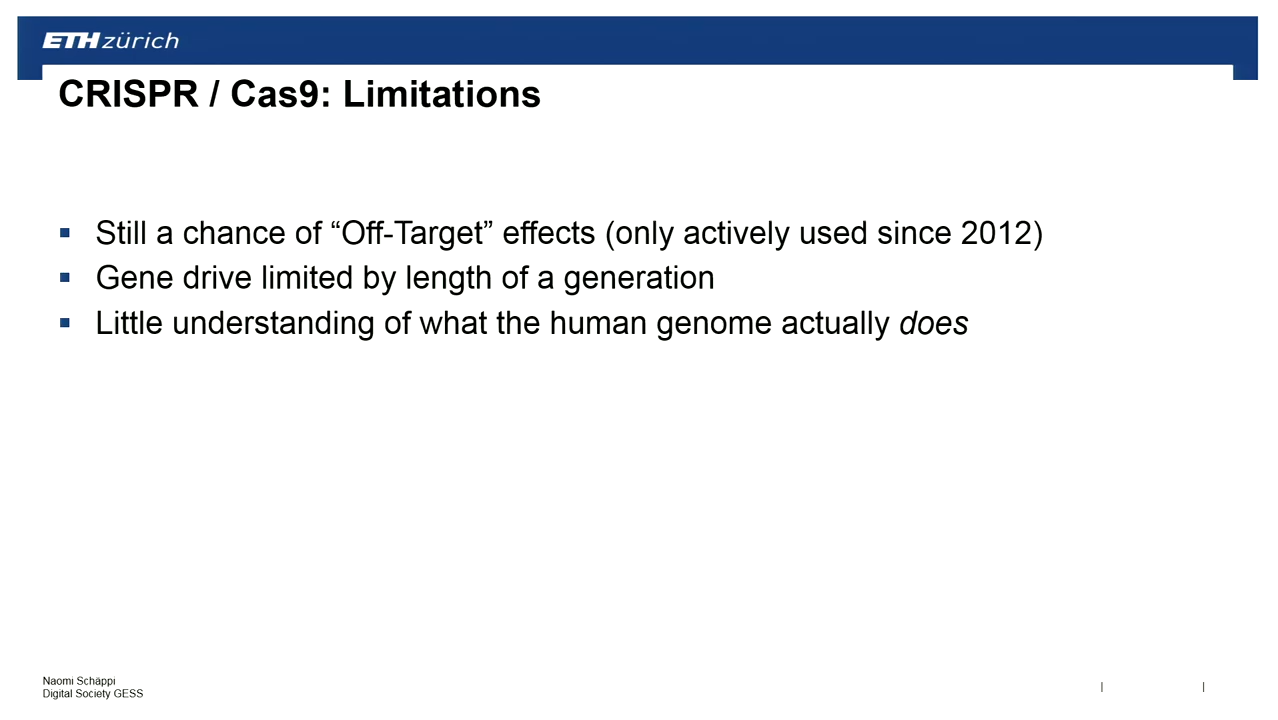 ETH zürich
CRISPR / Cas9: Limitations
▪ Still a chance of “Off-Target” effects (only actively used since 2012)
▪ Gene drive limited by length of a generation
▪ Little understanding of what the human genome actually does
Naomi Schäppi
Digital Society GESS
| |